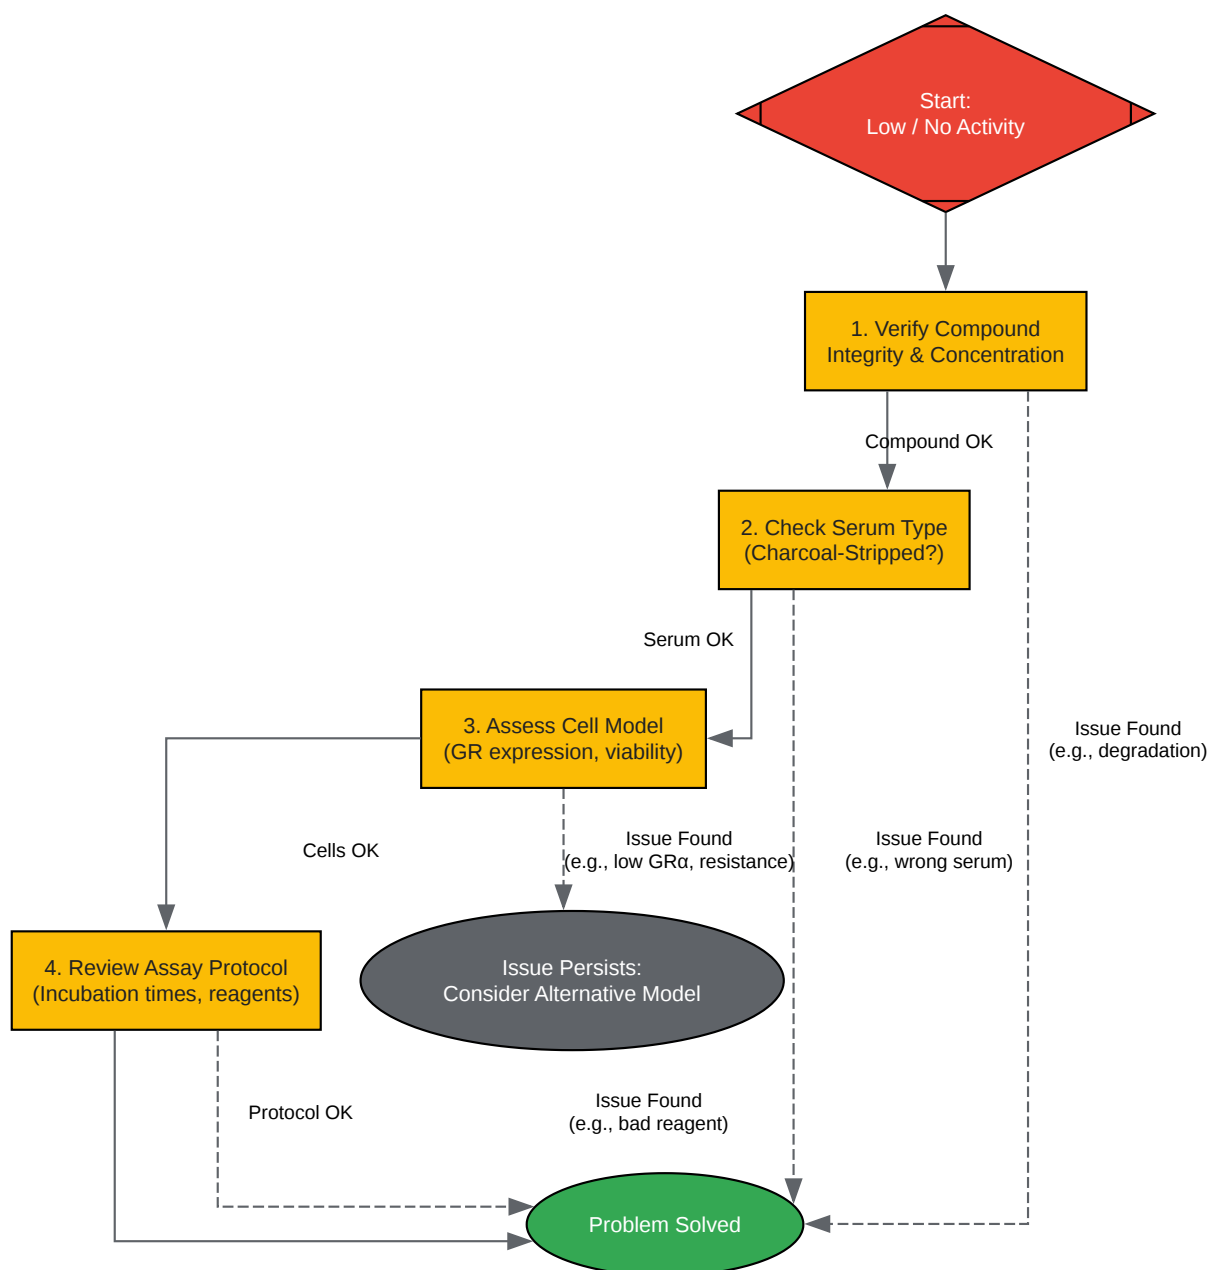 Start:
Low / No Activity
1. Verify Compound
Integrity & Concentration
Compound OK
2. Check Serum Type
(Charcoal-Stripped?)
Serum OK
3. Assess Cell Model
(GR expression, viability)
Issue Found
(e.g., degradation)
Cells OK
Issue Found
(e.g., low GRα, resistance)
Issue Found
(e.g., wrong serum)
4. Review Assay Protocol
(Incubation times, reagents)
Issue Persists:
Consider Alternative Model
Protocol OK
Issue Found
(e.g., bad reagent)
Problem Solved